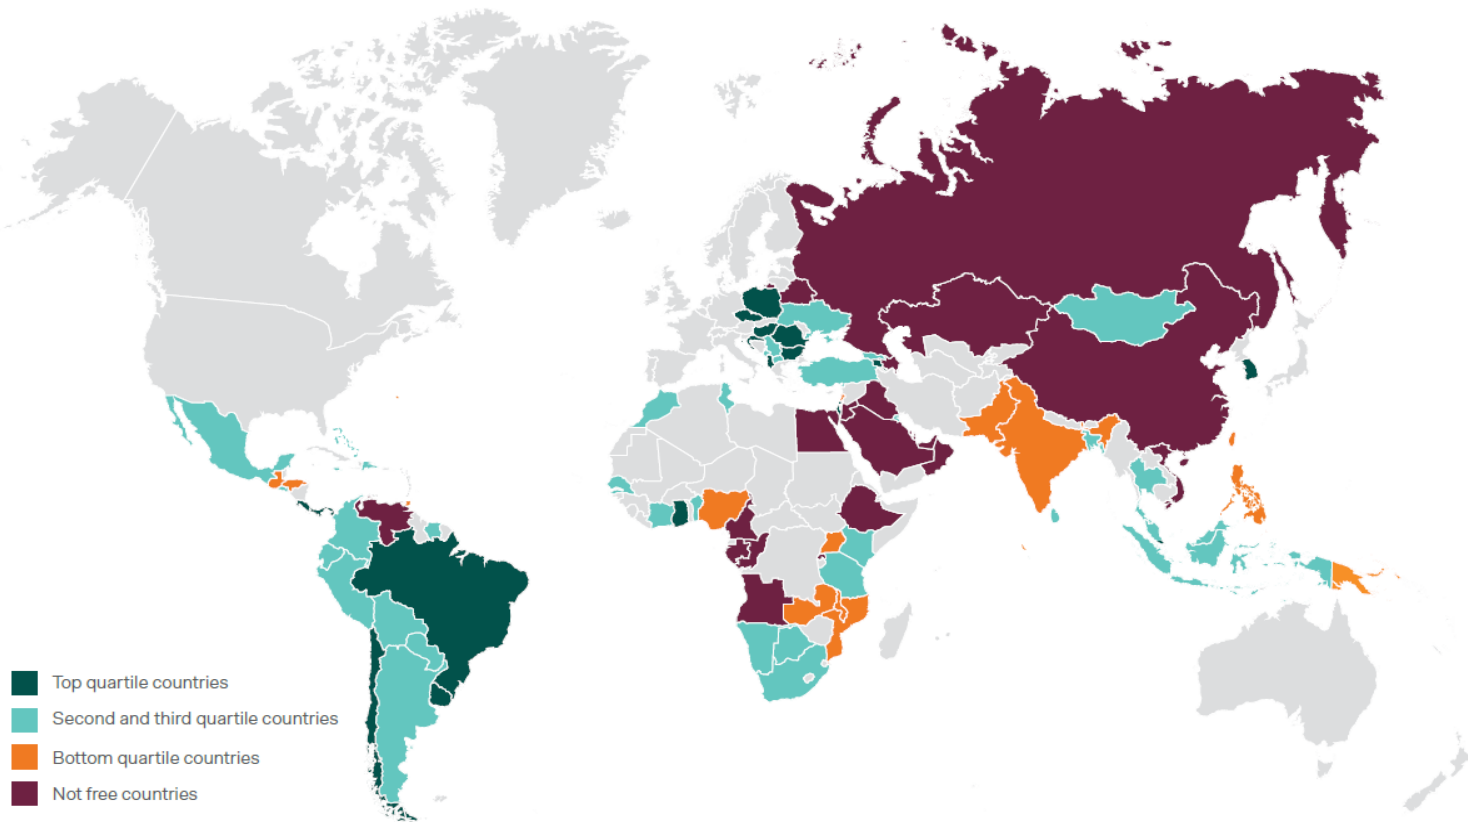 Top quartile countries
Second and third quartile countries
Bottom quartile countries
Not free countries